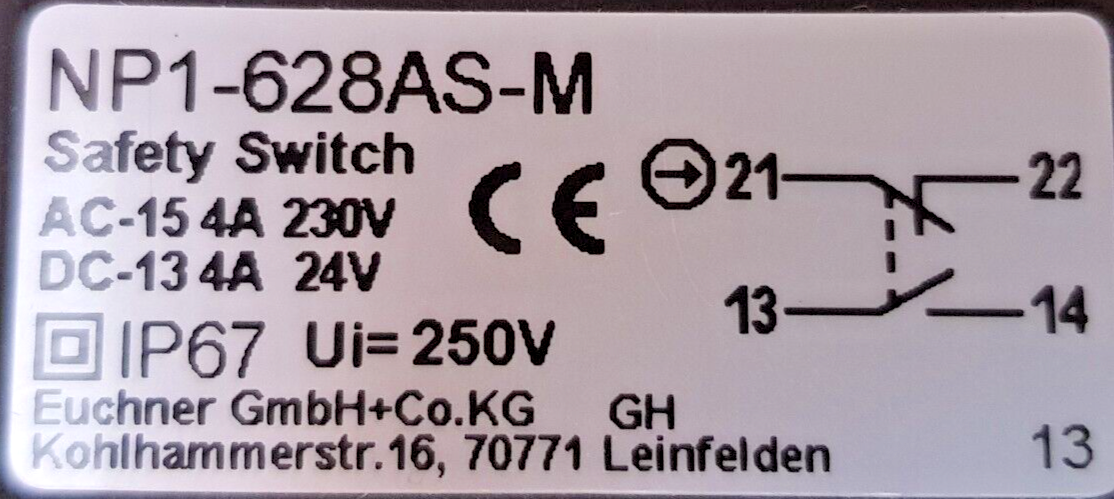 NP1-628AS-M
Safety Switch
AC-15 4A 230V
DC-13 4A 24V
CE
21 22
13 14
IP67 Ui= 250V
Euchner GmbH+Co.KG GH
Kohlhammerstr.16, 70771 Leinfelden
13